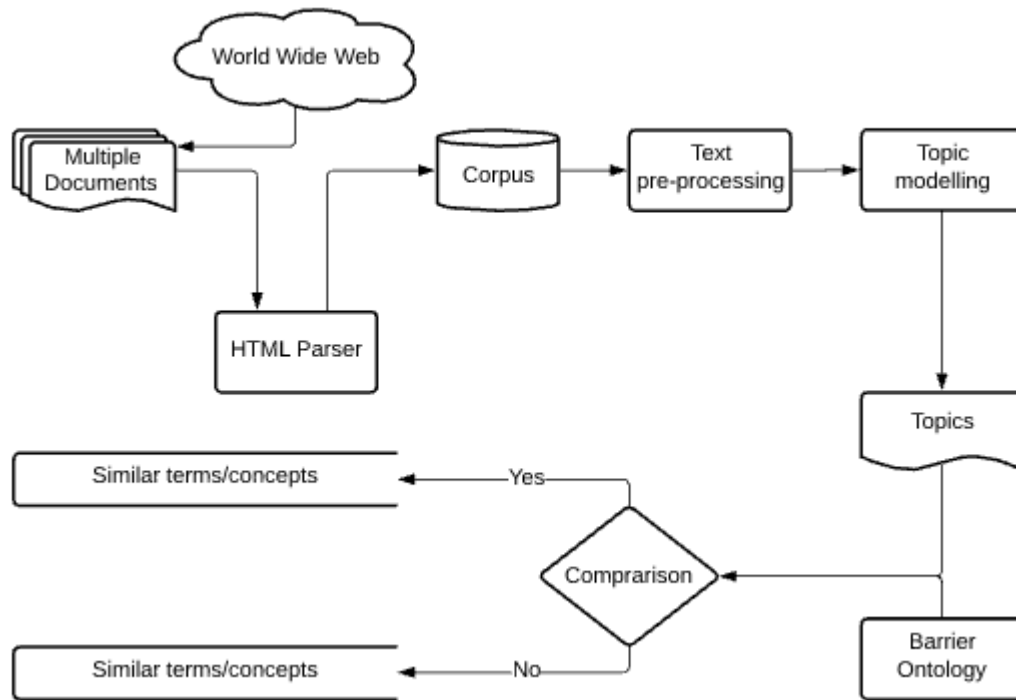 World Wide Web
Multiple
Documents
Corpus
Text
pre-processing
Topic
modelling
HTML Parser
Topics
Similar terms/concepts
Yes
Comprarison
Similar terms/concepts
No
Barrier
Ontology